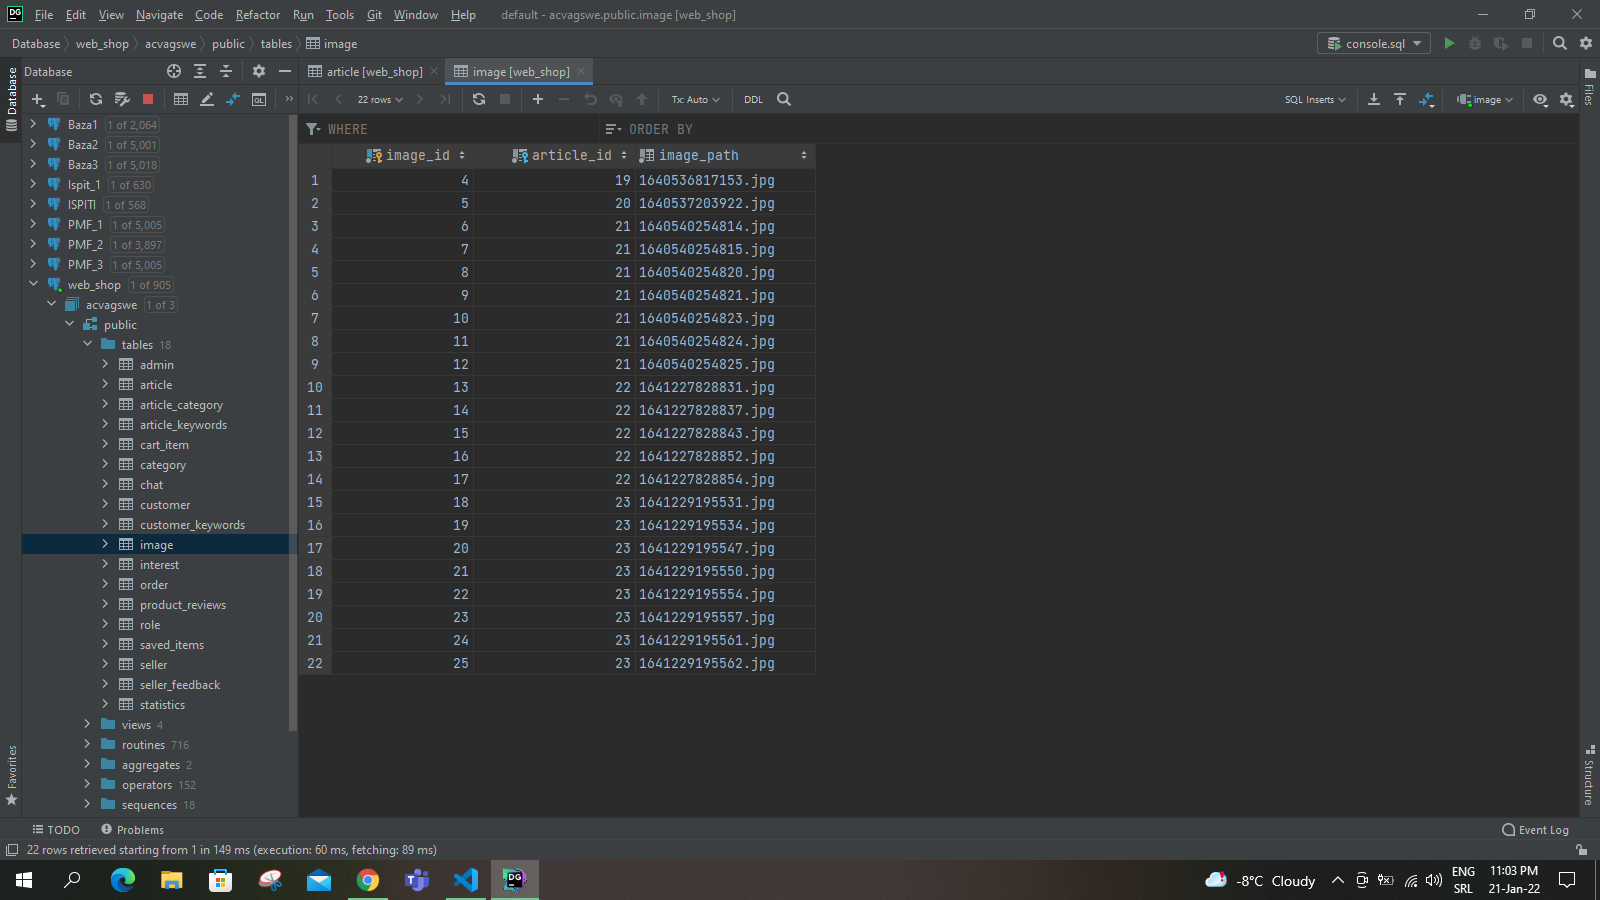 DG File Edit View Navigate Code Refactor Run Tools Git Window Help default - acvagswe.public.image [web_shop]
Database web_shop acvagswe public tables image console.sql
Database article [web_shop] image [web_shop]
22 rows Tx: Auto DDL SQL Inserts image
WHERE ORDER BY
image_id article_id image_path
1 4 19 1640536817153.jpg
2 5 20 1640537203922.jpg
3 6 21 1640540254814.jpg
4 7 21 1640540254815.jpg
5 8 21 1640540254820.jpg
6 9 21 1640540254821.jpg
7 10 21 1640540254823.jpg
8 11 21 1640540254824.jpg
9 12 21 1640540254825.jpg
10 13 22 1641227828831.jpg
11 14 22 1641227828837.jpg
12 15 22 1641227828843.jpg
13 16 22 1641227828852.jpg
14 17 22 1641227828854.jpg
15 18 23 1641229195531.jpg
16 19 23 1641229195534.jpg
17 20 23 1641229195547.jpg
18 21 23 1641229195550.jpg
19 22 23 1641229195554.jpg
20 23 23 1641229195557.jpg
21 24 23 1641229195561.jpg
22 25 23 1641229195562.jpg
Baza1 1 of 2,064
Baza2 1 of 5,001
Baza3 1 of 5,018
Ispit_1 1 of 630
ISPITI 1 of 568
PMF_1 1 of 5,005
PMF_2 1 of 3,897
PMF_3 1 of 5,005
web_shop 1 of 905
acvagswe 1 of 3
public
tables 18
admin
article
article_category
article_keywords
cart_item
category
chat
customer
customer_keywords
image
interest
order
product_reviews
role
saved_items
seller
seller_feedback
statistics
views 4
routines 716
aggregates 2
operators 152
sequences 18
Database
Favorites
Files
Structure
QL
TODO Problems Event Log
22 rows retrieved starting from 1 in 149 ms (execution: 60 ms, fetching: 89 ms)
DG -8°C Cloudy ENG 11:03 PM
SRL 21-Jan-22